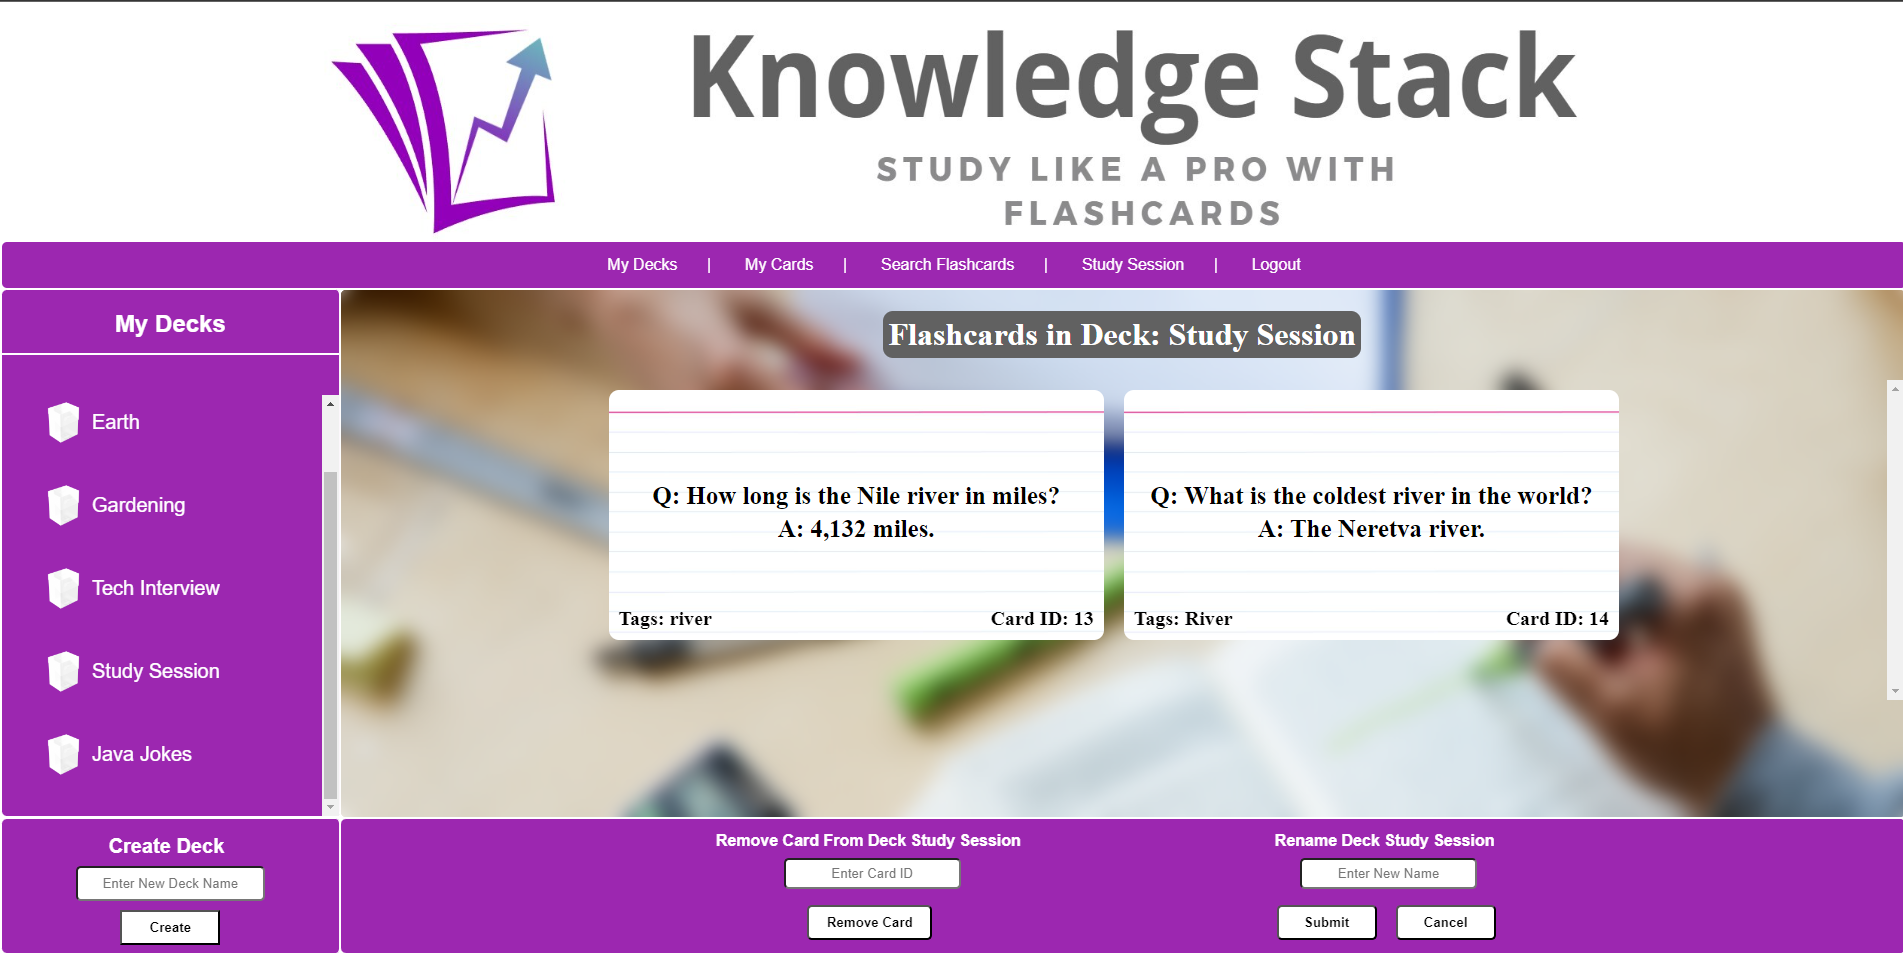 Knowledge Stack
STUDY LIKE A PRO WITH
FLASHCARDS
My Decks | My Cards | Search Flashcards | Study Session | Logout
My Decks
Earth
Gardening
Tech Interview
Study Session
Java Jokes
Create Deck
Enter New Deck Name
Create
Flashcards in Deck: Study Session
Q: How long is the Nile river in miles?
A: 4,132 miles.
Tags: river
Card ID: 13
Q: What is the coldest river in the world?
A: The Neretva river.
Tags: River
Card ID: 14
Remove Card From Deck Study Session
Enter Card ID
Remove Card
Rename Deck Study Session
Enter New Name
Submit
Cancel